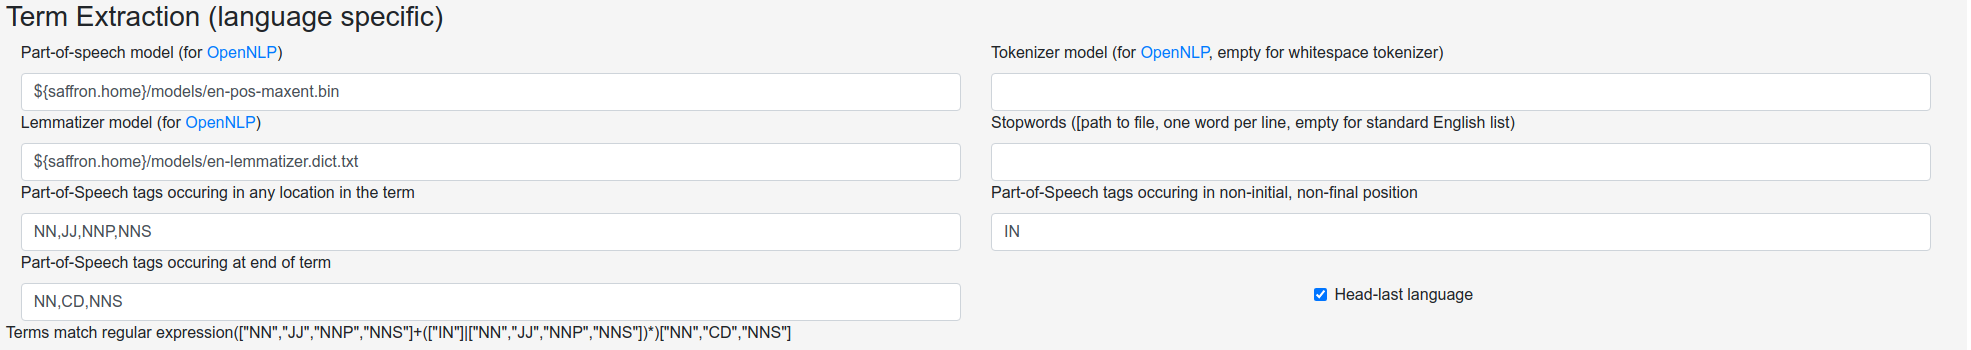 Term Extraction (language specific)
Part-of-speech model (for OpenNLP)
Tokenizer model (for OpenNLP, empty for whitespace tokenizer)
${saffron.home}/models/en-pos-maxent.bin
Lemmatizer model (for OpenNLP)
Stopwords ([path to file, one word per line, empty for standard English list)
${saffron.home}/models/en-lemmatizer.dict.txt
Part-of-Speech tags occuring in any location in the term
Part-of-Speech tags occuring in non-initial, non-final position
NN,JJ,NNP,NNS
IN
Part-of-Speech tags occuring at end of term
NN,CD,NNS
Head-last language
Terms match regular expression(["NN","JJ","NNP","NNS"]+(["IN"]|["NN","JJ","NNP","NNS"])*)["NN","CD","NNS"]